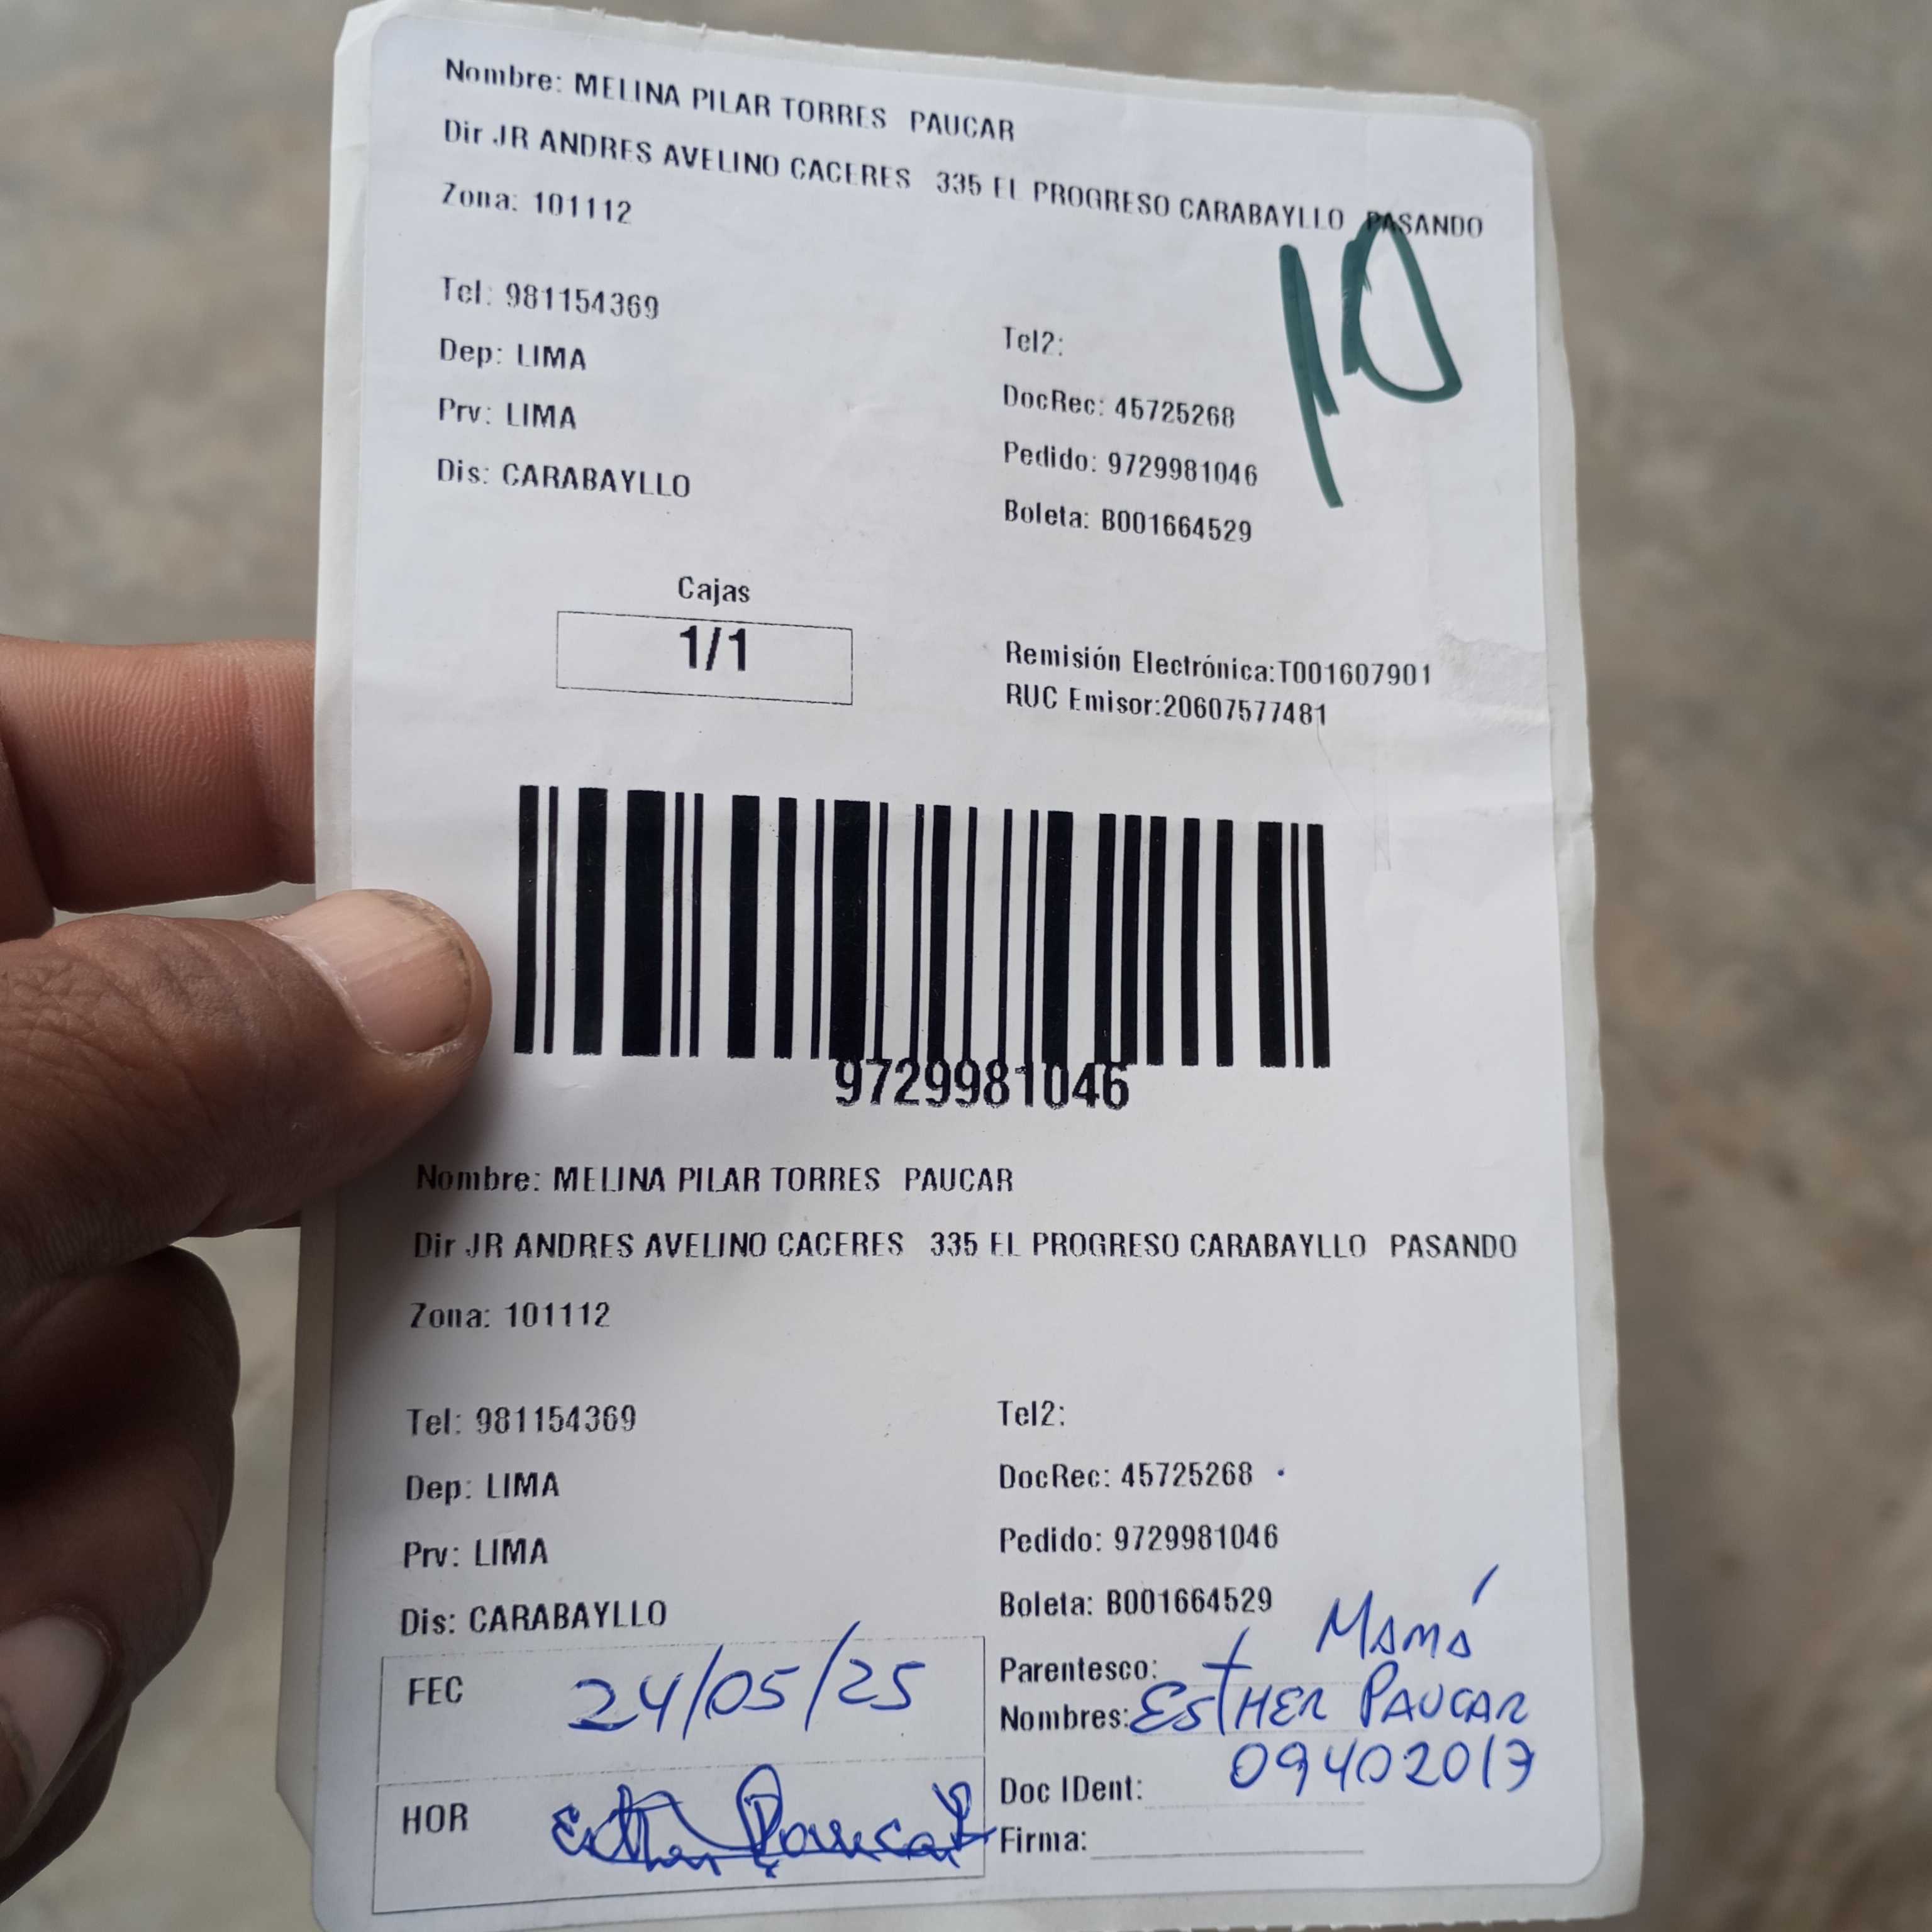 Nombre: MELINA PILAR TORRES PAUCAR
Dir JR ANDRES AVELINO CACERES 335 EL PROGRESO CARABAYLLO PASANDO
Zona: 101112
10
Tel: 981154369
Tel2:
Dep: LIMA
DocRec: 45725268
Prv: LIMA
Pedido: 9729981046
Dis: CARABAYLLO
Boleta: B001664529
Cajas
1/1
Remisión Electrónica:T001607901
RUC Emisor:20607577481
9729981046
Nombre: MELINA PILAR TORRES PAUCAR
Dir JR ANDRES AVELINO CACERES 335 EL PROGRESO CARABAYLLO PASANDO
Zona: 101112
Tel: 981154369
Tel2:
Dep: LIMA
DocRec: 45725268
Prv: LIMA
Pedido: 9729981046
Dis: CARABAYLLO
Boleta: B001664529
FEC 24/05/25
Parentesco: Mamá
Nombres: ESTHER PAUCAR
HOR Esther Paucar
Doc IDent: 09402017
Firma: